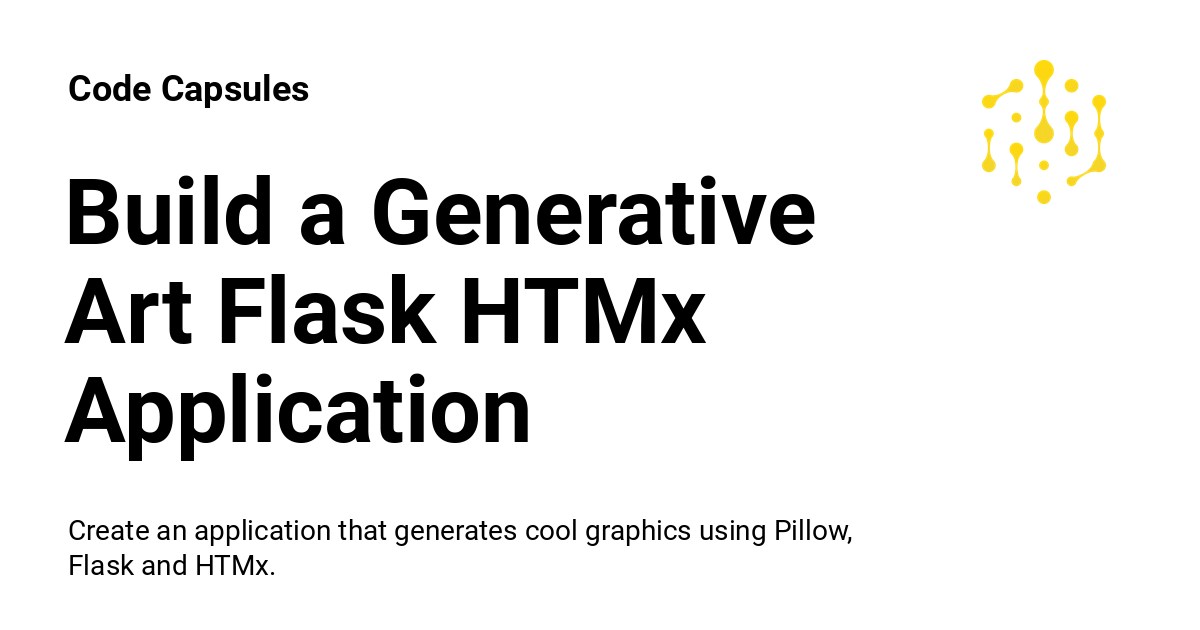 Code Capsules
Build a Generative
Art Flask HTMx
Application
Create an application that generates cool graphics using Pillow,
Flask and HTMx.